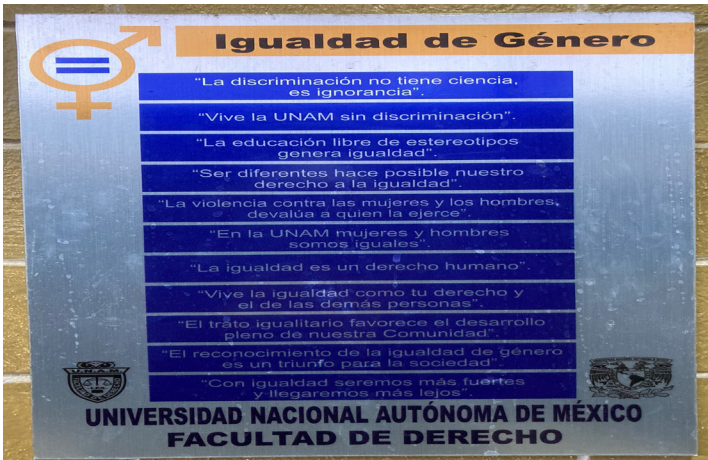 Igualdad de Género
“La discriminación no tiene ciencia,
es ignorancia”.
“Vive la UNAM sin discriminación”.
“La educación libre de estereotipos
genera igualdad”.
“Ser diferentes hace posible nuestro
derecho a la igualdad”.
“La violencia contra las mujeres y los hombres,
devalúa a quien la ejerce”.
“En la UNAM mujeres y hombres
somos iguales”.
“La igualdad es un derecho humano”.
“Vive la igualdad como tu derecho y
el de las demás personas”.
“El trato igualitario favorece el desarrollo
pleno de nuestra Comunidad”.
“El reconocimiento de la igualdad de género
es un triunfo para la sociedad”
“Con igualdad seremos más fuertes
y llegaremos más lejos”.
U.N.A.M.
UNIVERSIDAD NACIONAL AUTÓNOMA DE MÉXICO
FACULTAD DE DERECHO